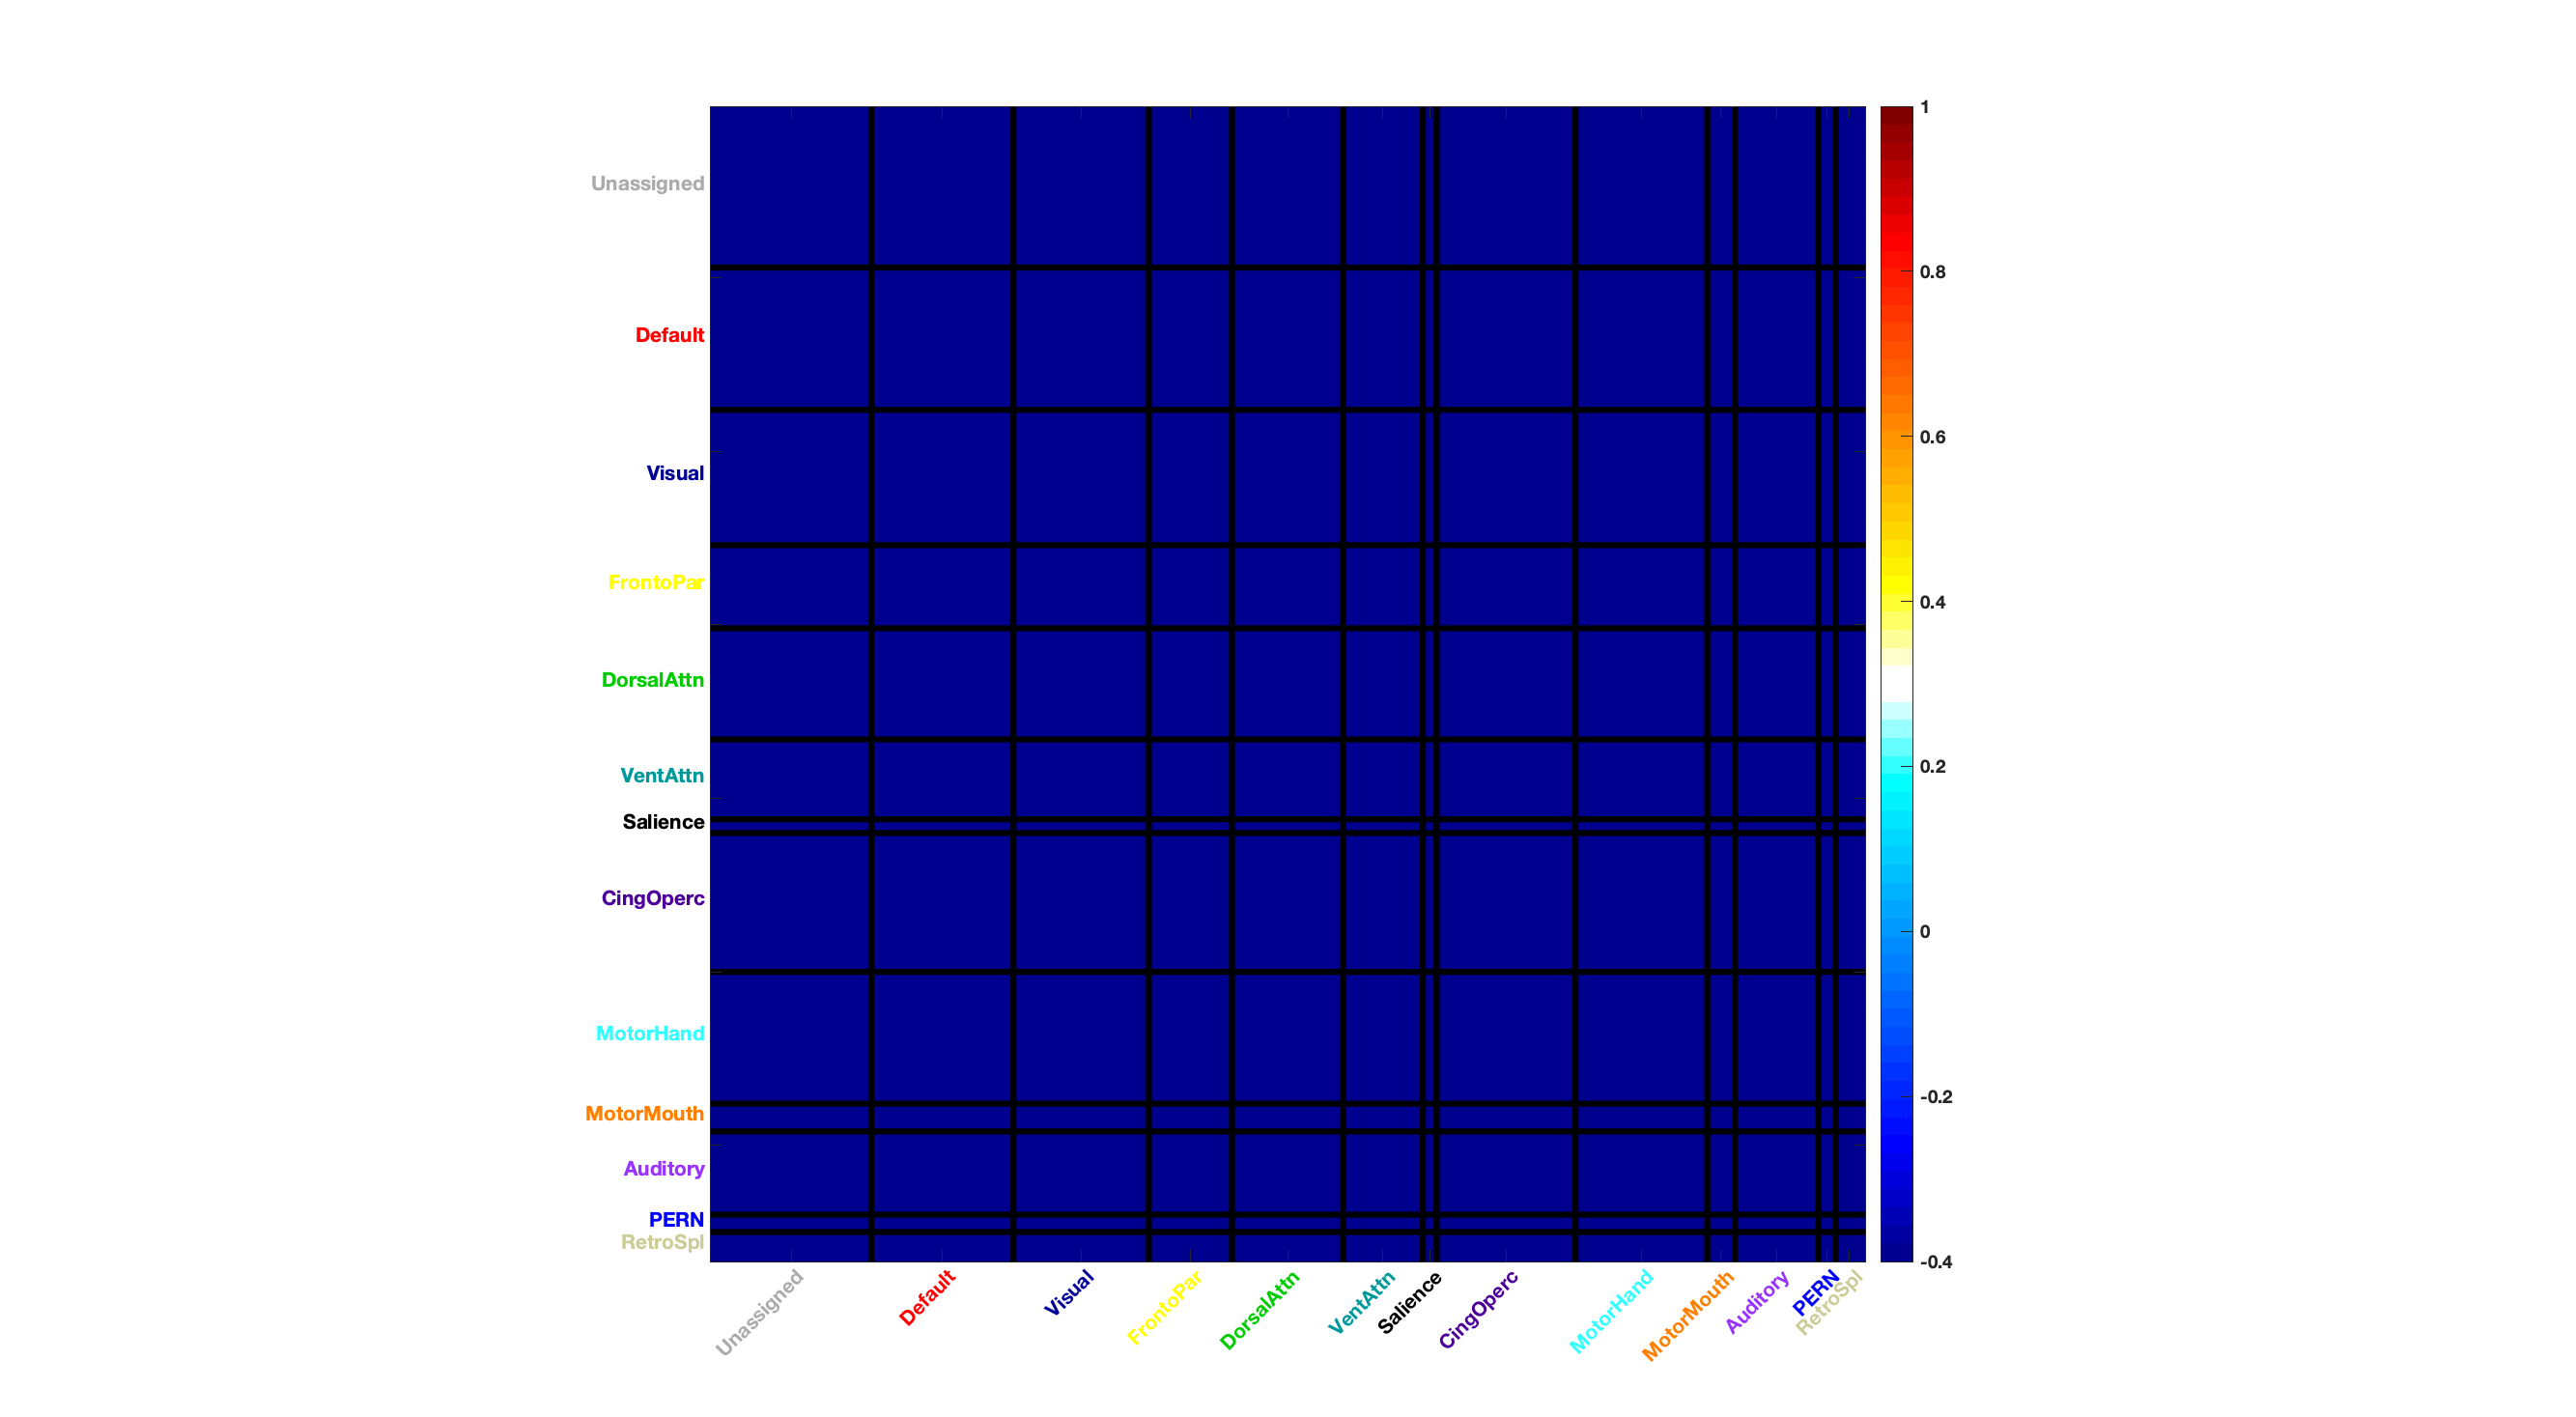 Unassigned
Default
Visual
FrontoPar
DorsalAttn
VentAttn
Salience
CingOperc
MotorHand
MotorMouth
Auditory
PERN
RetroSpl
Unassigned
Default
Visual
FrontoPar
DorsalAttn
VentAttn
Salience
CingOperc
MotorHand
MotorMouth
Auditory
PERN
RetroSpl
1
0.8
0.6
0.4
0.2
0
-0.2
-0.4